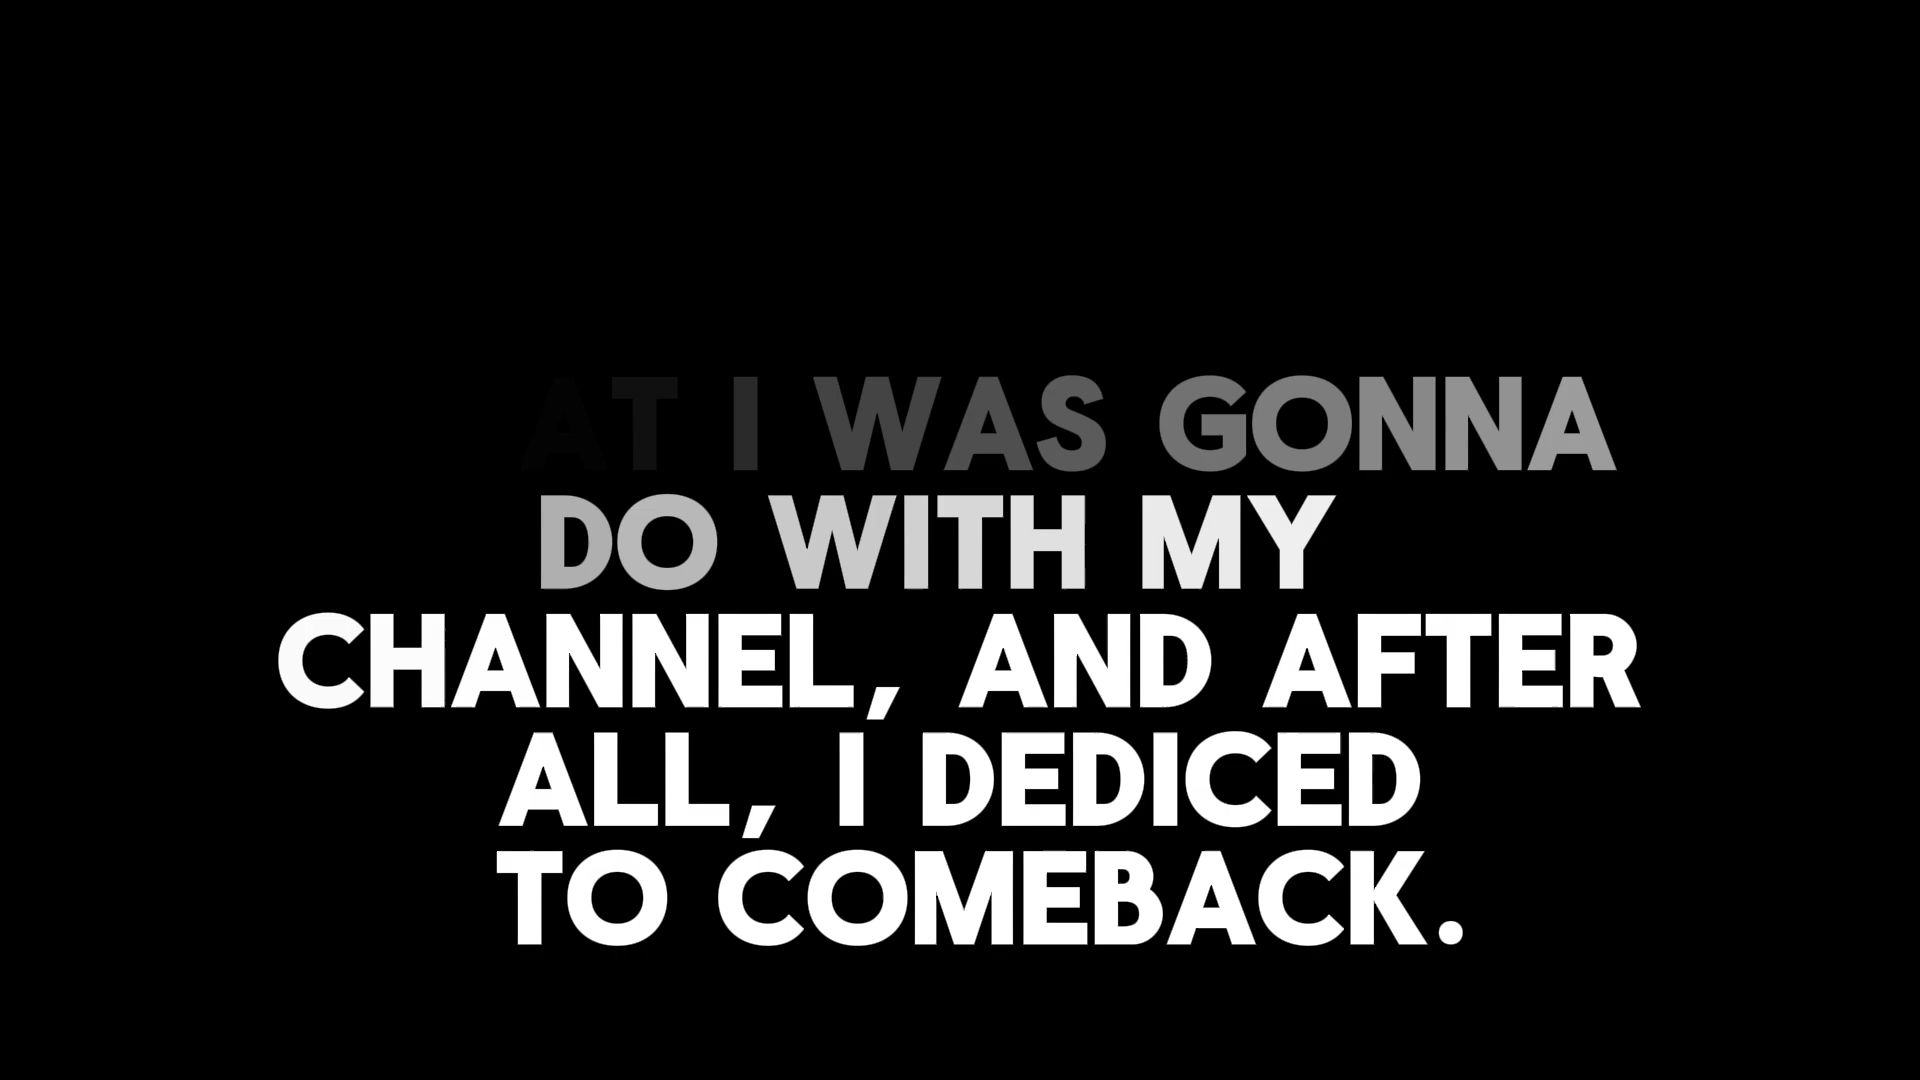 AT I WAS GONNA
DO WITH MY
CHANNEL, AND AFTER
ALL, I DEDICED
TO COMEBACK.